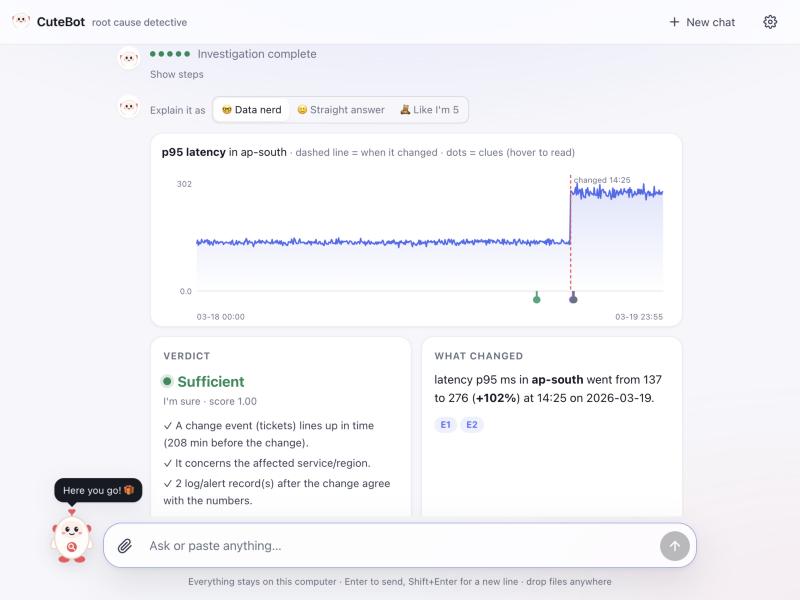 CuteBot root cause detective
New chat
Investigation complete
Show steps
Explain it as
Data nerd
Straight answer
Like I'm 5
p95 latency in ap-south · dashed line = when it changed · dots = clues (hover to read)
302
changed 14:25
0.0
03-18 00:00
03-19 23:55
VERDICT
Sufficient
I'm sure · score 1.00
✓ A change event (tickets) lines up in time
(208 min before the change).
✓ It concerns the affected service/region.
✓ 2 log/alert record(s) after the change agree
with the numbers.
WHAT CHANGED
latency p95 ms in ap-south went from 137
to 276 (+102%) at 14:25 on 2026-03-19.
E1 E2
Here you go! 🎁
Ask or paste anything...
Everything stays on this computer · Enter to send, Shift+Enter for a new line · drop files anywhere